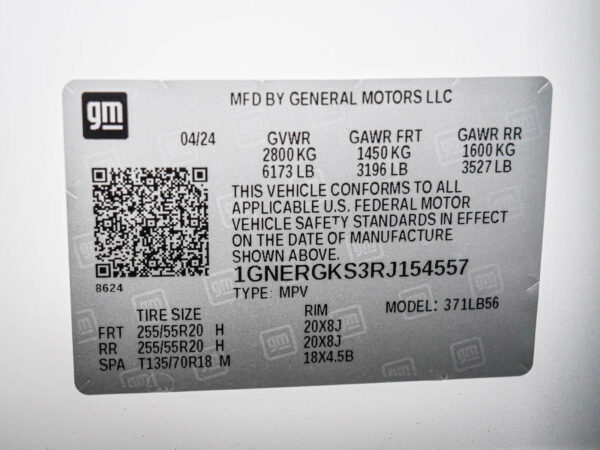 gm
MFD BY GENERAL MOTORS LLC
04/24 GVWR GAWR FRT GAWR RR
2800 KG 1450 KG 1600 KG
6173 LB 3196 LB 3527 LB
THIS VEHICLE CONFORMS TO ALL
APPLICABLE U.S. FEDERAL MOTOR
VEHICLE SAFETY STANDARDS IN EFFECT
ON THE DATE OF MANUFACTURE
SHOWN ABOVE.
1GNERGKS3RJ154557
8624
TYPE: MPV MODEL: 371LB56
TIRE SIZE RIM
FRT 255/55R20 H 20X8J
RR 255/55R20 H 20X8J
SPA T135/70R18 M 18X4.5B